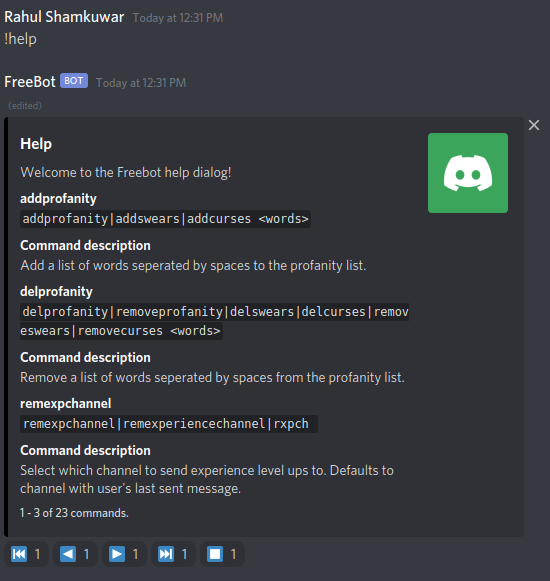 Rahul Shamkuwar Today at 12:31 PM
!help
FreeBot BOT Today at 12:31 PM
(edited)
Help
Welcome to the Freebot help dialog!
addprofanity
addprofanity|addswears|addcurses <words>
Command description
Add a list of words seperated by spaces to the profanity list.
delprofanity
delprofanity|removeprofanity|delswears|delcurses|remov
eswears|removecurses <words>
Command description
Remove a list of words seperated by spaces from the profanity list.
remexpchannel
remexpchannel|remexperiencechannel|rxpch
Command description
Select which channel to send experience level ups to. Defaults to
channel with user's last sent message.
1 - 3 of 23 commands.
1 1 1 1 1